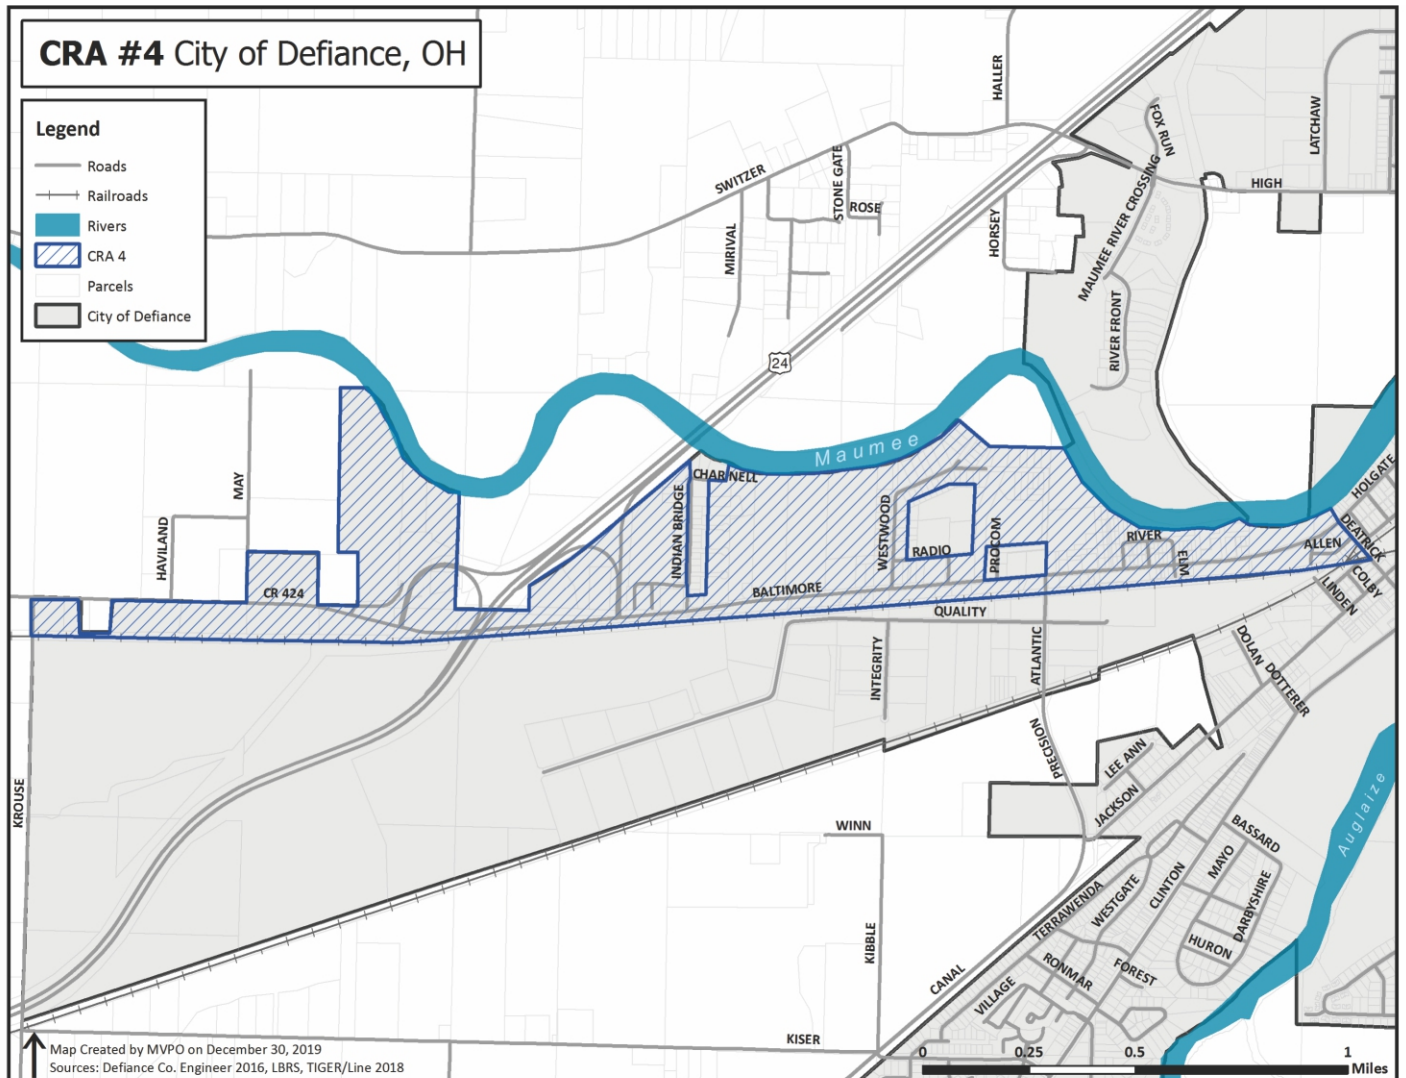 CRA #4 City of Defiance, OH
Legend
Roads
Railroads
Rivers
CRA 4
Parcels
City of Defiance
HALLER
LATCHAW
FOX RUN
SWITZER
STONE GATE
ROSE
HIGH
MAUMEE RIVER CROSSING
MIRIVAL
HORSEY
RIVER FRONT
24
Maumee
CHARNELL
HOLGATE
MAY
HAVILAND
INDIAN BRIDGE
WESTWOOD
RADIO
PROCOM
RIVER
ELM
ALLEN
DEATRICK
COLBY
LINDEN
CR 424
BALTIMORE
QUALITY
INTEGRITY
ATLANTIC
DOLAN
DOTTERER
PRECISION
LEE ANN
JACKSON
KROUSE
WINN
BASSARD
MAYO
Auglaize
CLINTON
WESTGATE
TERRAWENDA
DARBYSHIRE
KIBBLE
HURON
FOREST
RONMAR
CANAL
VILLAGE
KISER
Map Created by MVPO on December 30, 2019
Sources: Defiance Co. Engineer 2016, LBRS, TIGER/Line 2018
0 0.25 0.5 1
Miles